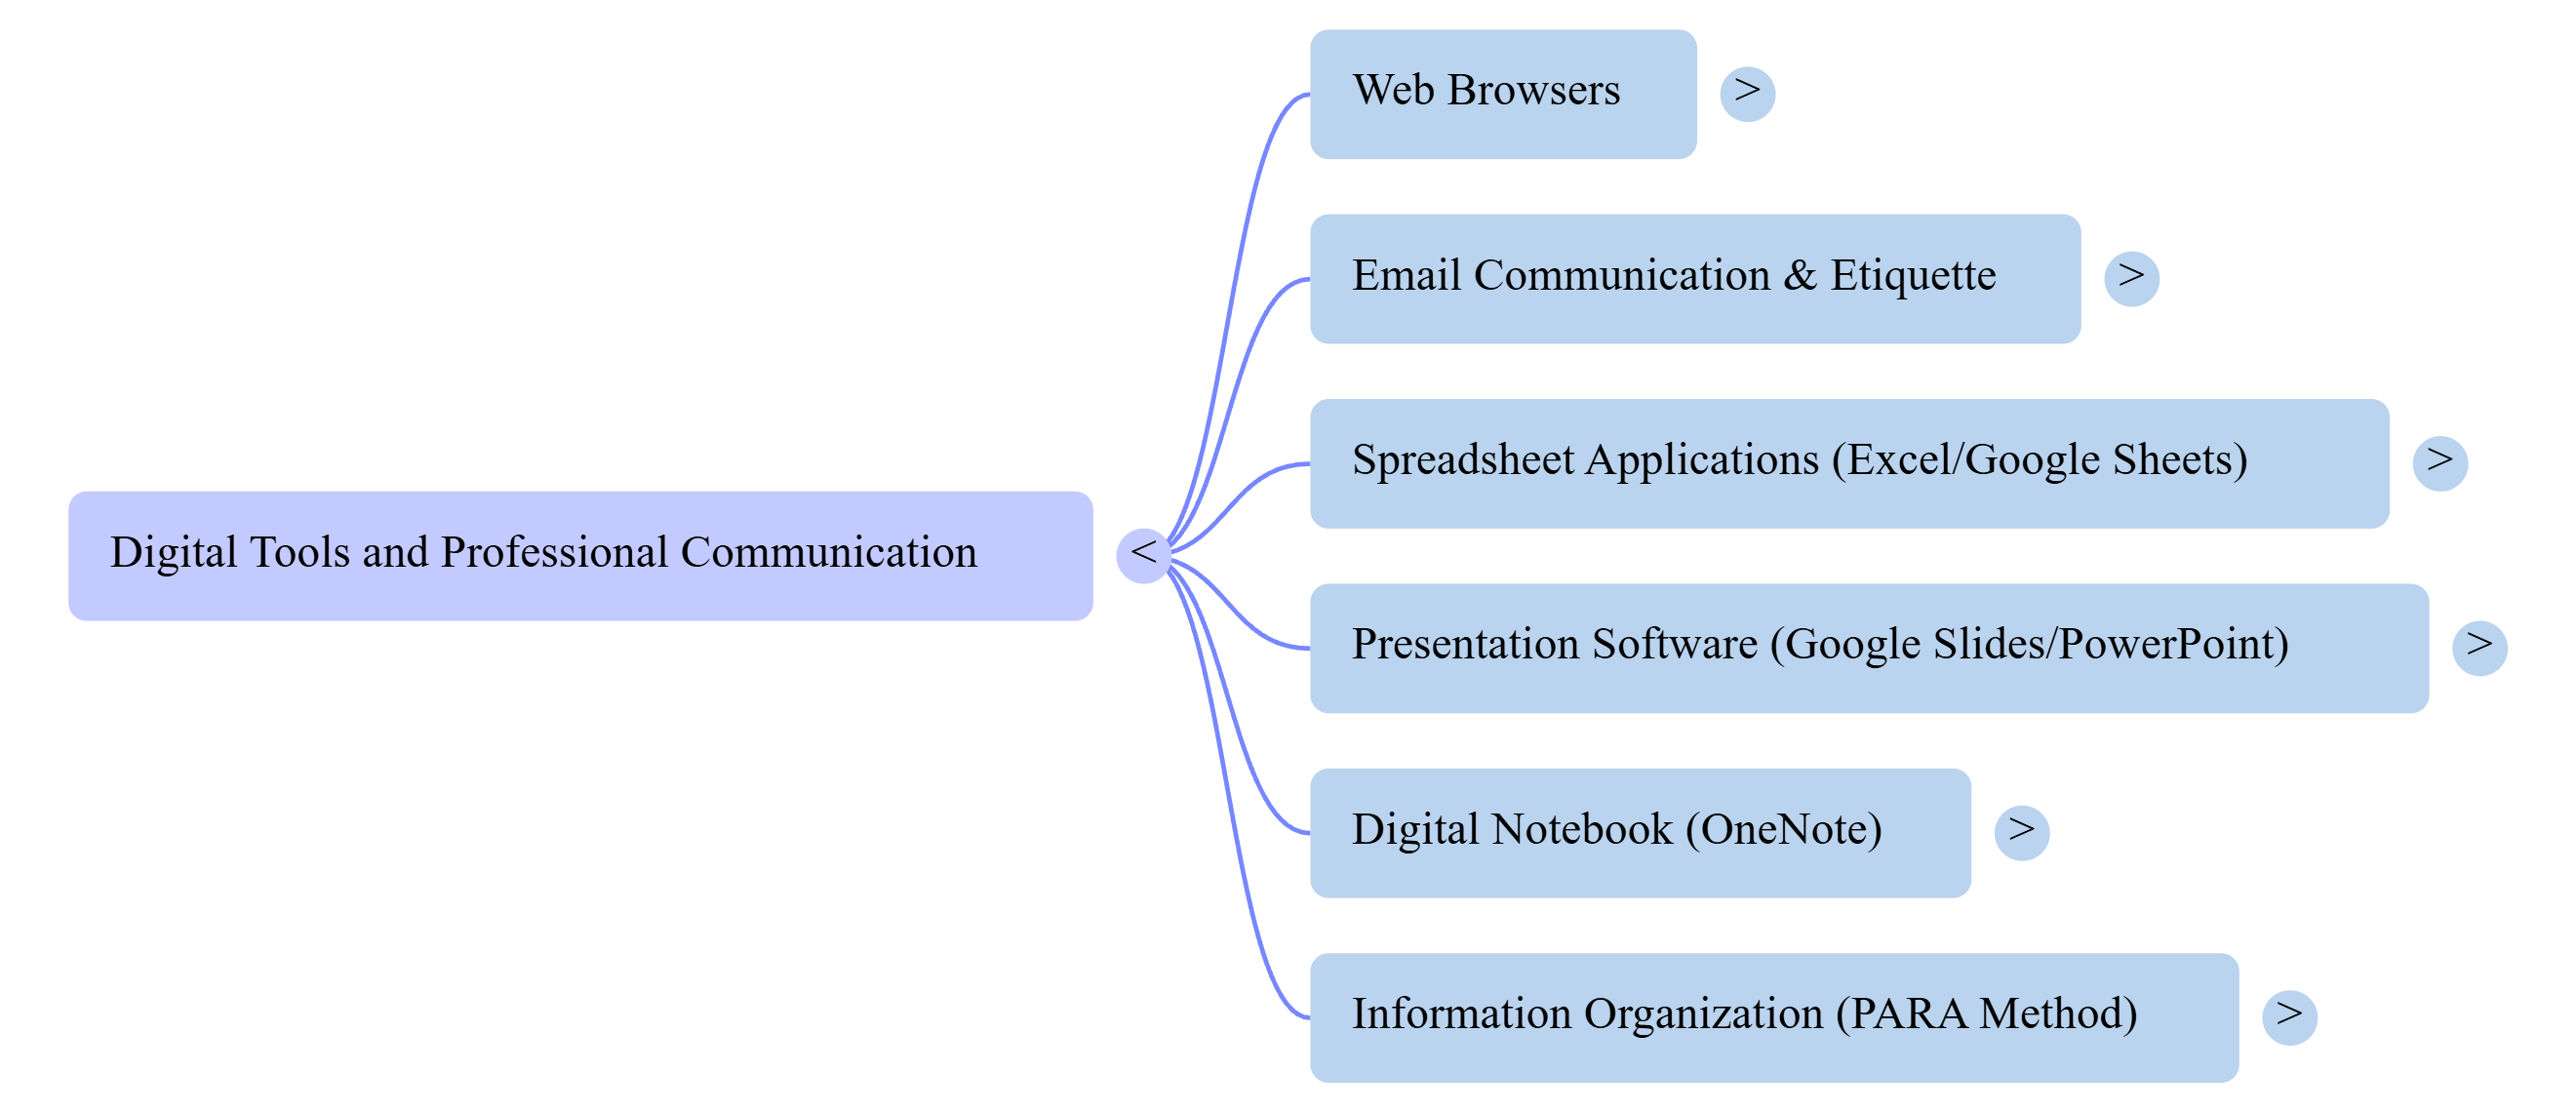 Web Browsers >
Email Communication & Etiquette >
Spreadsheet Applications (Excel/Google Sheets) >
Digital Tools and Professional Communication <
Presentation Software (Google Slides/PowerPoint) >
Digital Notebook (OneNote) >
Information Organization (PARA Method) >